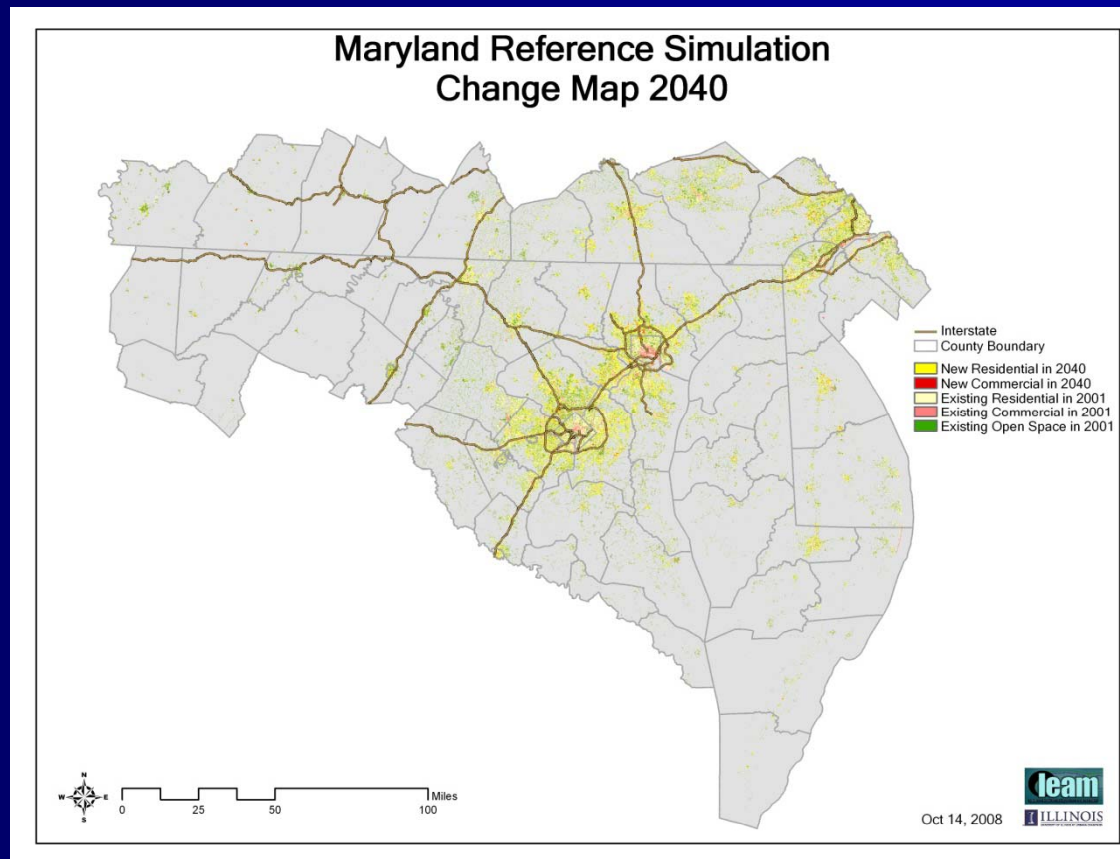 Maryland Reference Simulation
Change Map 2040
Interstate
County Boundary
New Residential in 2040
New Commercial in 2040
Existing Residential in 2001
Existing Commercial in 2001
Existing Open Space in 2001
N
W E
S
0 25 50 100 Miles
Oct 14, 2008
leam
ILLINOIS